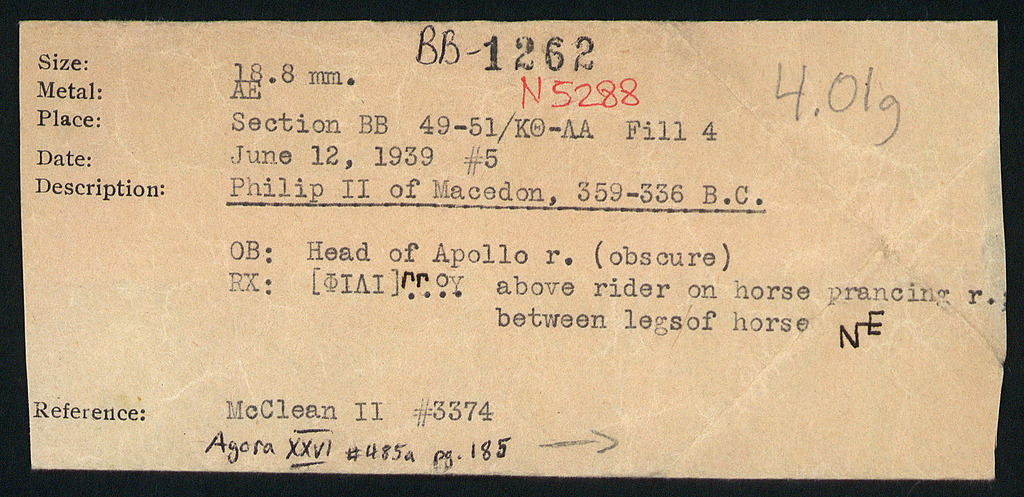 BB-1262
Size: 18.8 mm.
Metal: AE
N5288
4.01g
Place: Section BB 49-51/ΚΘ-ΛΑ Fill 4
Date: June 12, 1939 #5
Description: Philip II of Macedon, 359-336 B.C.
OB: Head of Apollo r. (obscure)
RX: [ΦΙΛΙ]ΠΠΟΥ above rider on horse prancing r.;
between legs/of horse NE
Reference: McClean II #3374
Agora XXVI #485a pg. 185 →